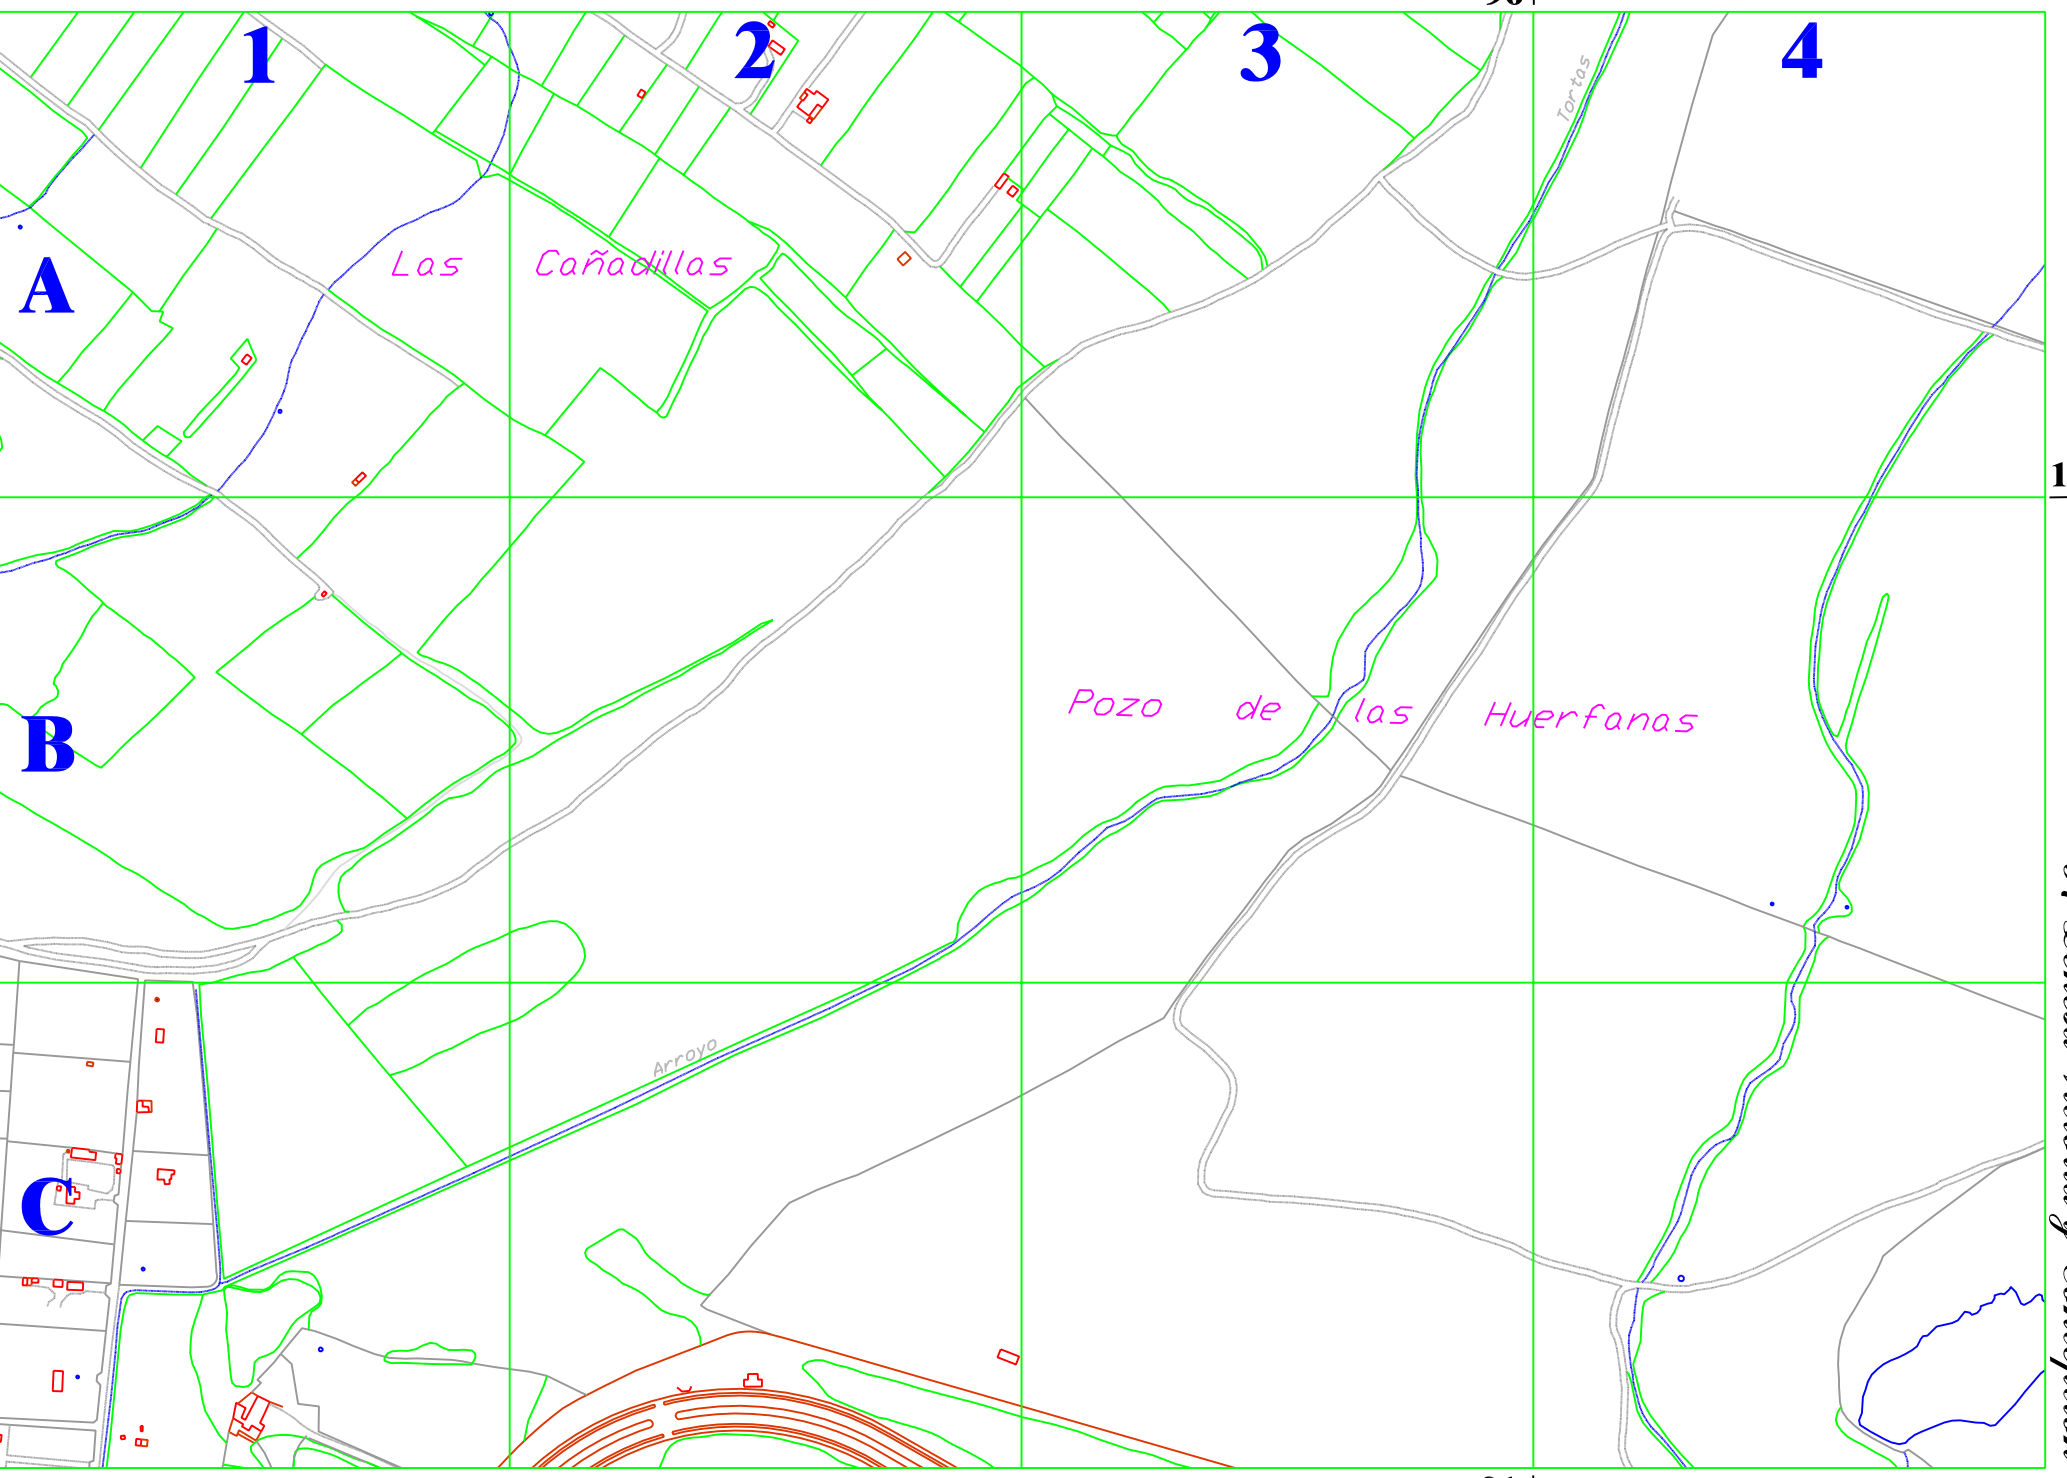 1 2 3 4
Tortas
A
Las Cañadillas
B
Pozo de las Huerfanas
Arroyo
C